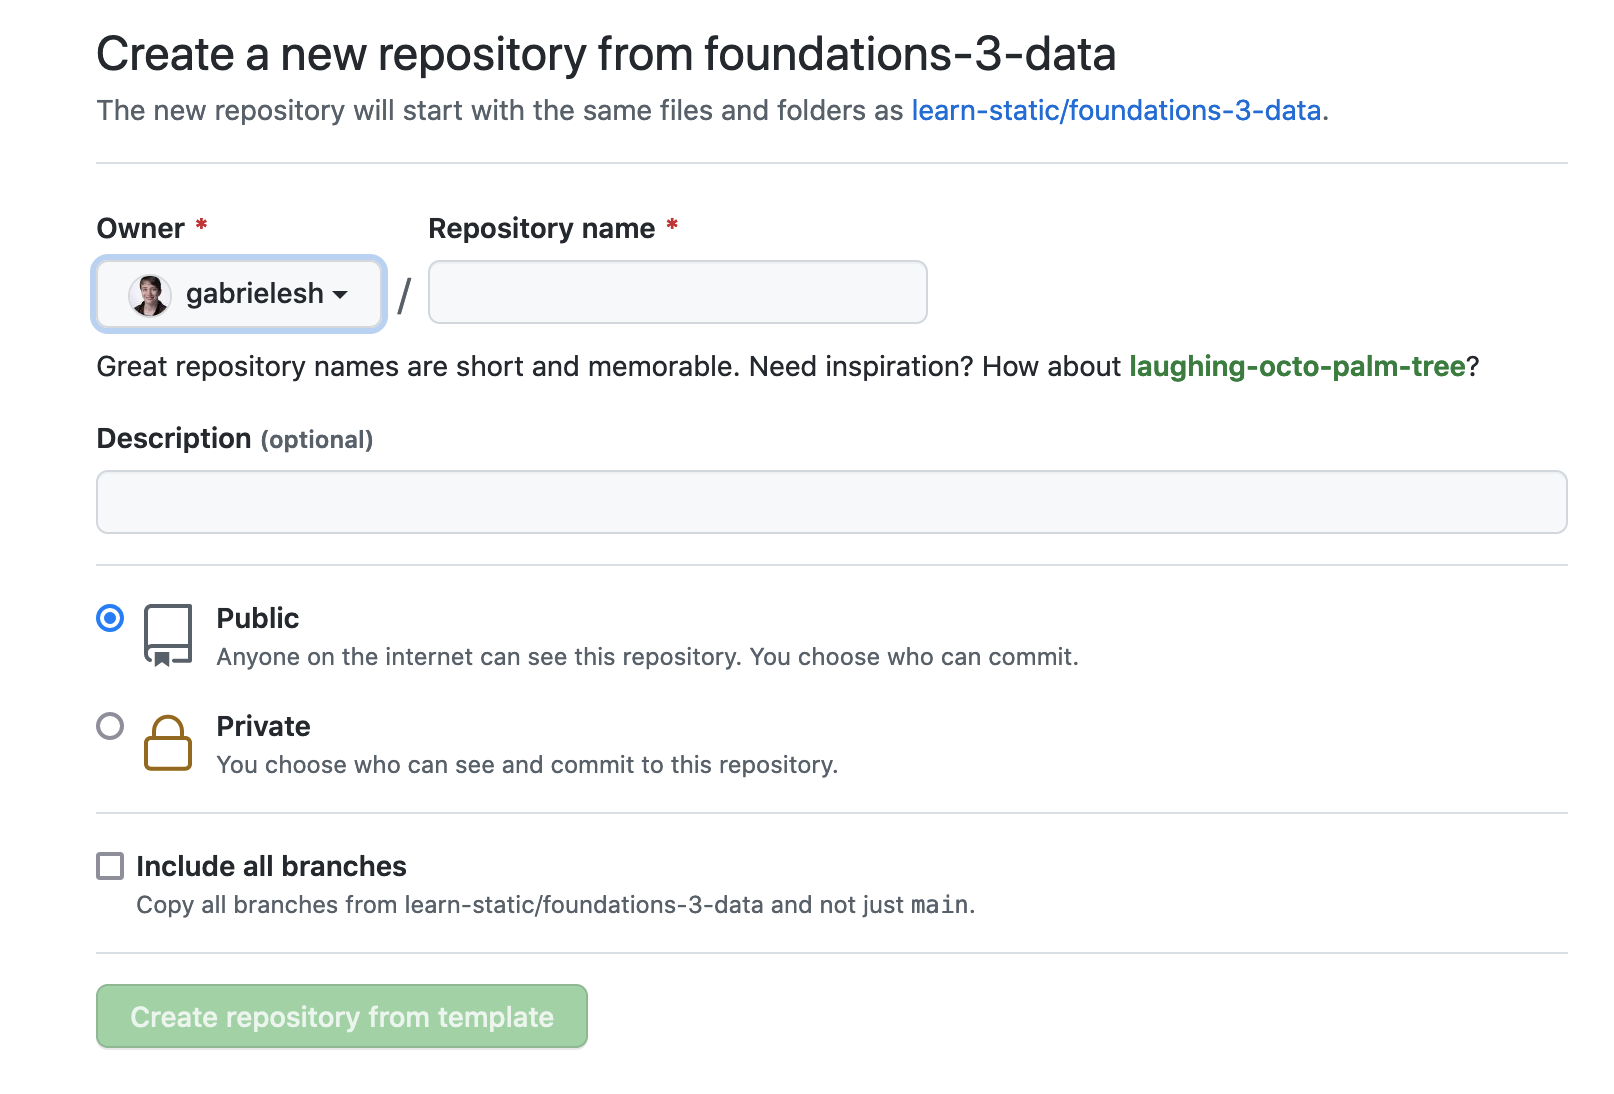 Create a new repository from foundations-3-data
The new repository will start with the same files and folders as learn-static/foundations-3-data.
Owner * Repository name *
gabrielesh /
Great repository names are short and memorable. Need inspiration? How about laughing-octo-palm-tree?
Description (optional)
Public
Anyone on the internet can see this repository. You choose who can commit.
Private
You choose who can see and commit to this repository.
Include all branches
Copy all branches from learn-static/foundations-3-data and not just main.
Create repository from template